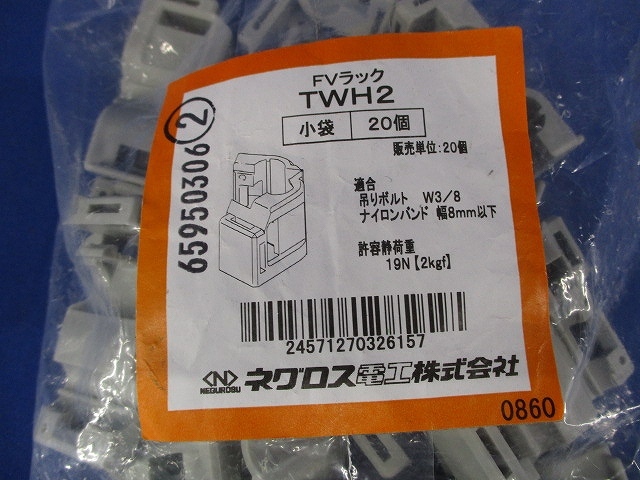 FVラック
TWH2
小袋 20個
販売単位:20個
65950306 2
適合
吊りボルト W3/8
ナイロンバンド 幅8mm以下
許容静荷重
19N【2kgf】
24571270326157
NEGUROSU ネグロス電工株式会社
0860